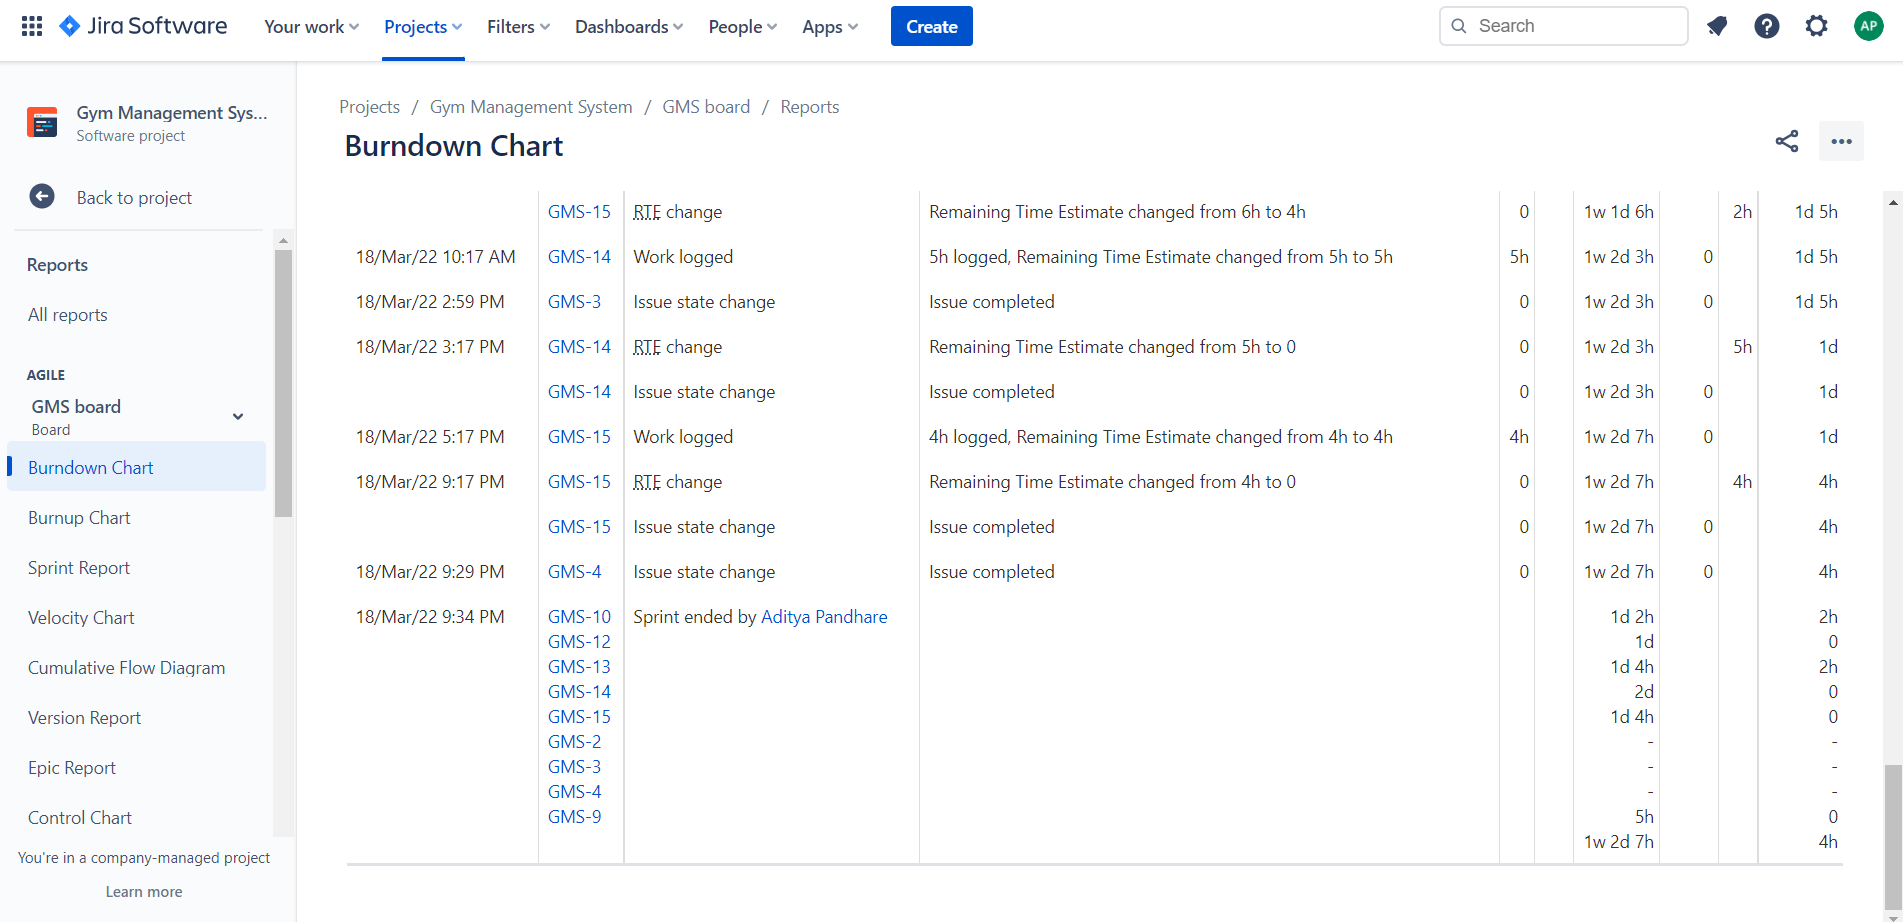 Jira Software Your work Projects Filters Dashboards People Apps Create Search AP
Gym Management Sys...
Software project
Back to project
Reports
All reports
AGILE
GMS board
Board
Burndown Chart
Burnup Chart
Sprint Report
Velocity Chart
Cumulative Flow Diagram
Version Report
Epic Report
Control Chart
You're in a company-managed project
Learn more
Projects / Gym Management System / GMS board / Reports
Burndown Chart
GMS-15 RTE change Remaining Time Estimate changed from 6h to 4h 0 1w 1d 6h 2h 1d 5h
18/Mar/22 10:17 AM GMS-14 Work logged 5h logged, Remaining Time Estimate changed from 5h to 5h 5h 1w 2d 3h 0 1d 5h
18/Mar/22 2:59 PM GMS-3 Issue state change Issue completed 0 1w 2d 3h 0 1d 5h
18/Mar/22 3:17 PM GMS-14 RTE change Remaining Time Estimate changed from 5h to 0 0 1w 2d 3h 5h 1d
GMS-14 Issue state change Issue completed 0 1w 2d 3h 0 1d
18/Mar/22 5:17 PM GMS-15 Work logged 4h logged, Remaining Time Estimate changed from 4h to 4h 4h 1w 2d 7h 0 1d
18/Mar/22 9:17 PM GMS-15 RTE change Remaining Time Estimate changed from 4h to 0 0 1w 2d 7h 4h 4h
GMS-15 Issue state change Issue completed 0 1w 2d 7h 0 4h
18/Mar/22 9:29 PM GMS-4 Issue state change Issue completed 0 1w 2d 7h 0 4h
18/Mar/22 9:34 PM GMS-10 Sprint ended by Aditya Pandhare 1d 2h 2h
GMS-12 1d 0
GMS-13 1d 4h 2h
GMS-14 2d 0
GMS-15 1d 4h 0
GMS-2 - -
GMS-3 - -
GMS-4 - -
GMS-9 5h 0
1w 2d 7h 4h